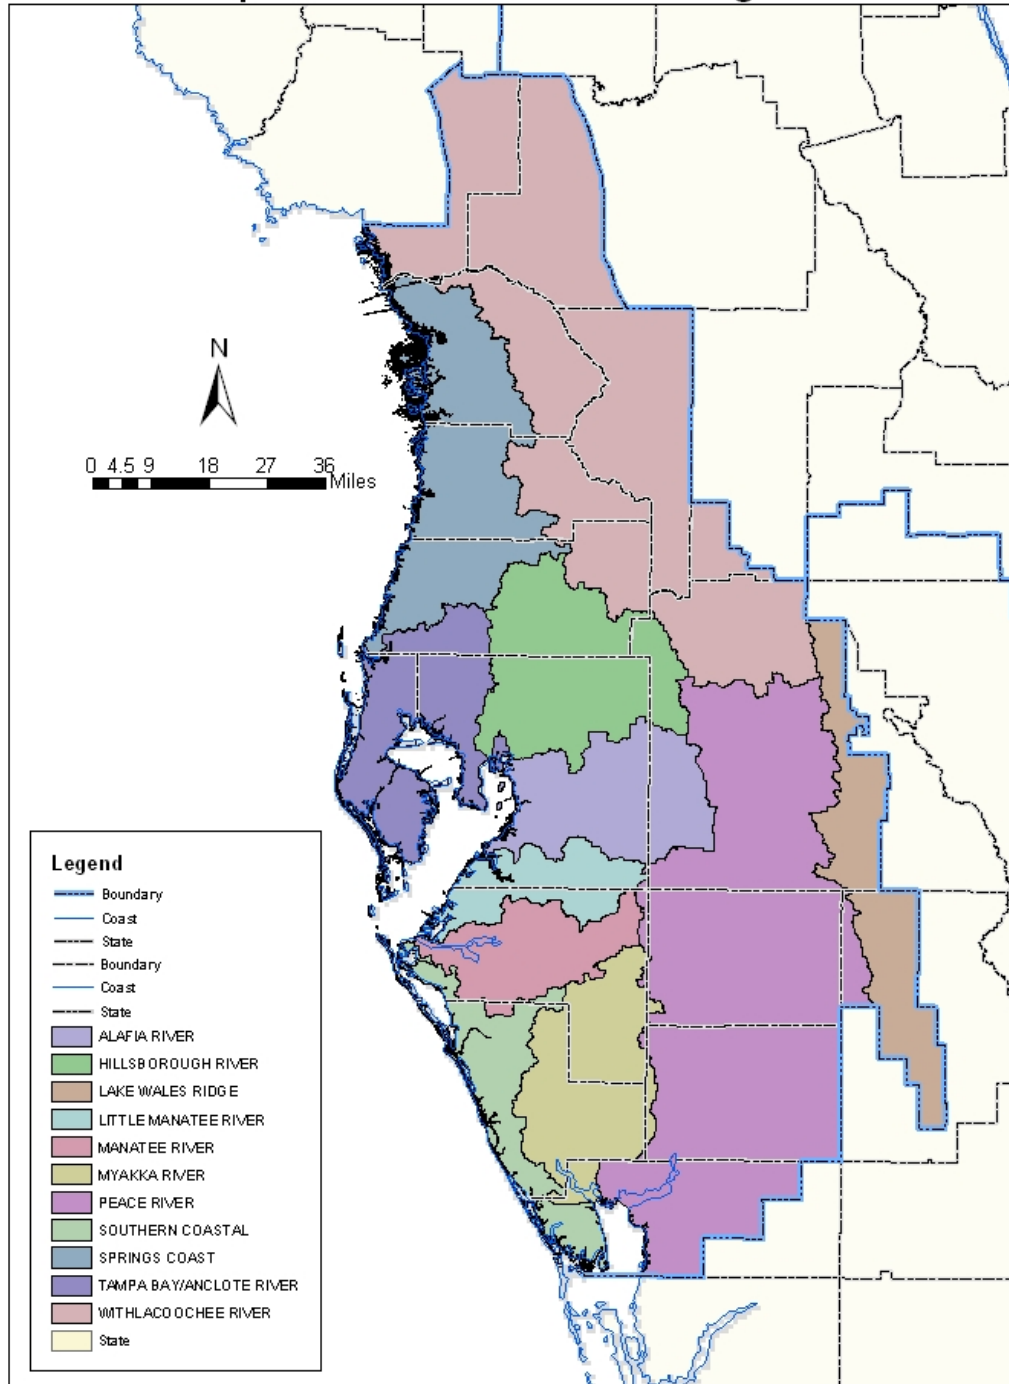 N
0 4.5 9 18 27 36
Miles
Legend
Boundary
Coast
State
Boundary
Coast
State
ALAFIA RIVER
HILLSBOROUGH RIVER
LAKE WALES RIDGE
LITTLE MANATEE RIVER
MANATEE RIVER
MYAKKA RIVER
PEACE RIVER
SOUTHERN COASTAL
SPRINGS COAST
TAMPA BAY/ANCLOTE RIVER
WITHLACOOCHEE RIVER
State